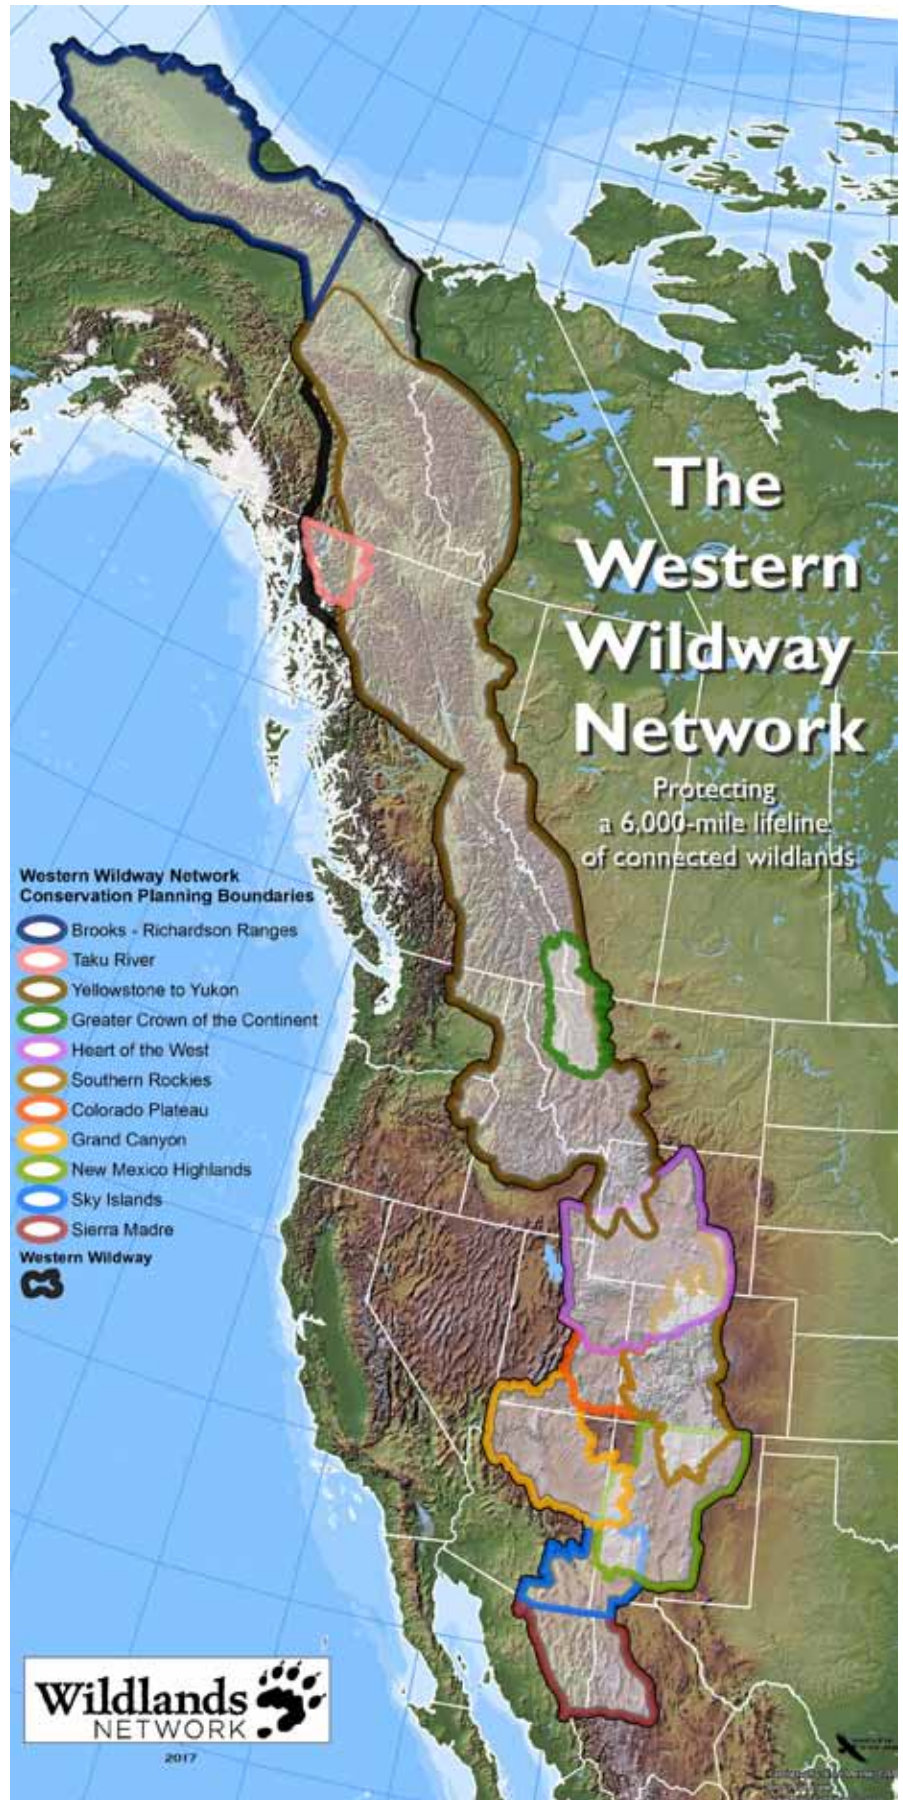 The
Western
Wildway
Network
Protecting
a 6,000-mile lifeline
of connected wildlands
Western Wildway Network
Conservation Planning Boundaries
Brooks - Richardson Ranges
Taku River
Yellowstone to Yukon
Greater Crown of the Continent
Heart of the West
Southern Rockies
Colorado Plateau
Grand Canyon
New Mexico Highlands
Sky Islands
Sierra Madre
Western Wildway
Wildlands
NETWORK
2017